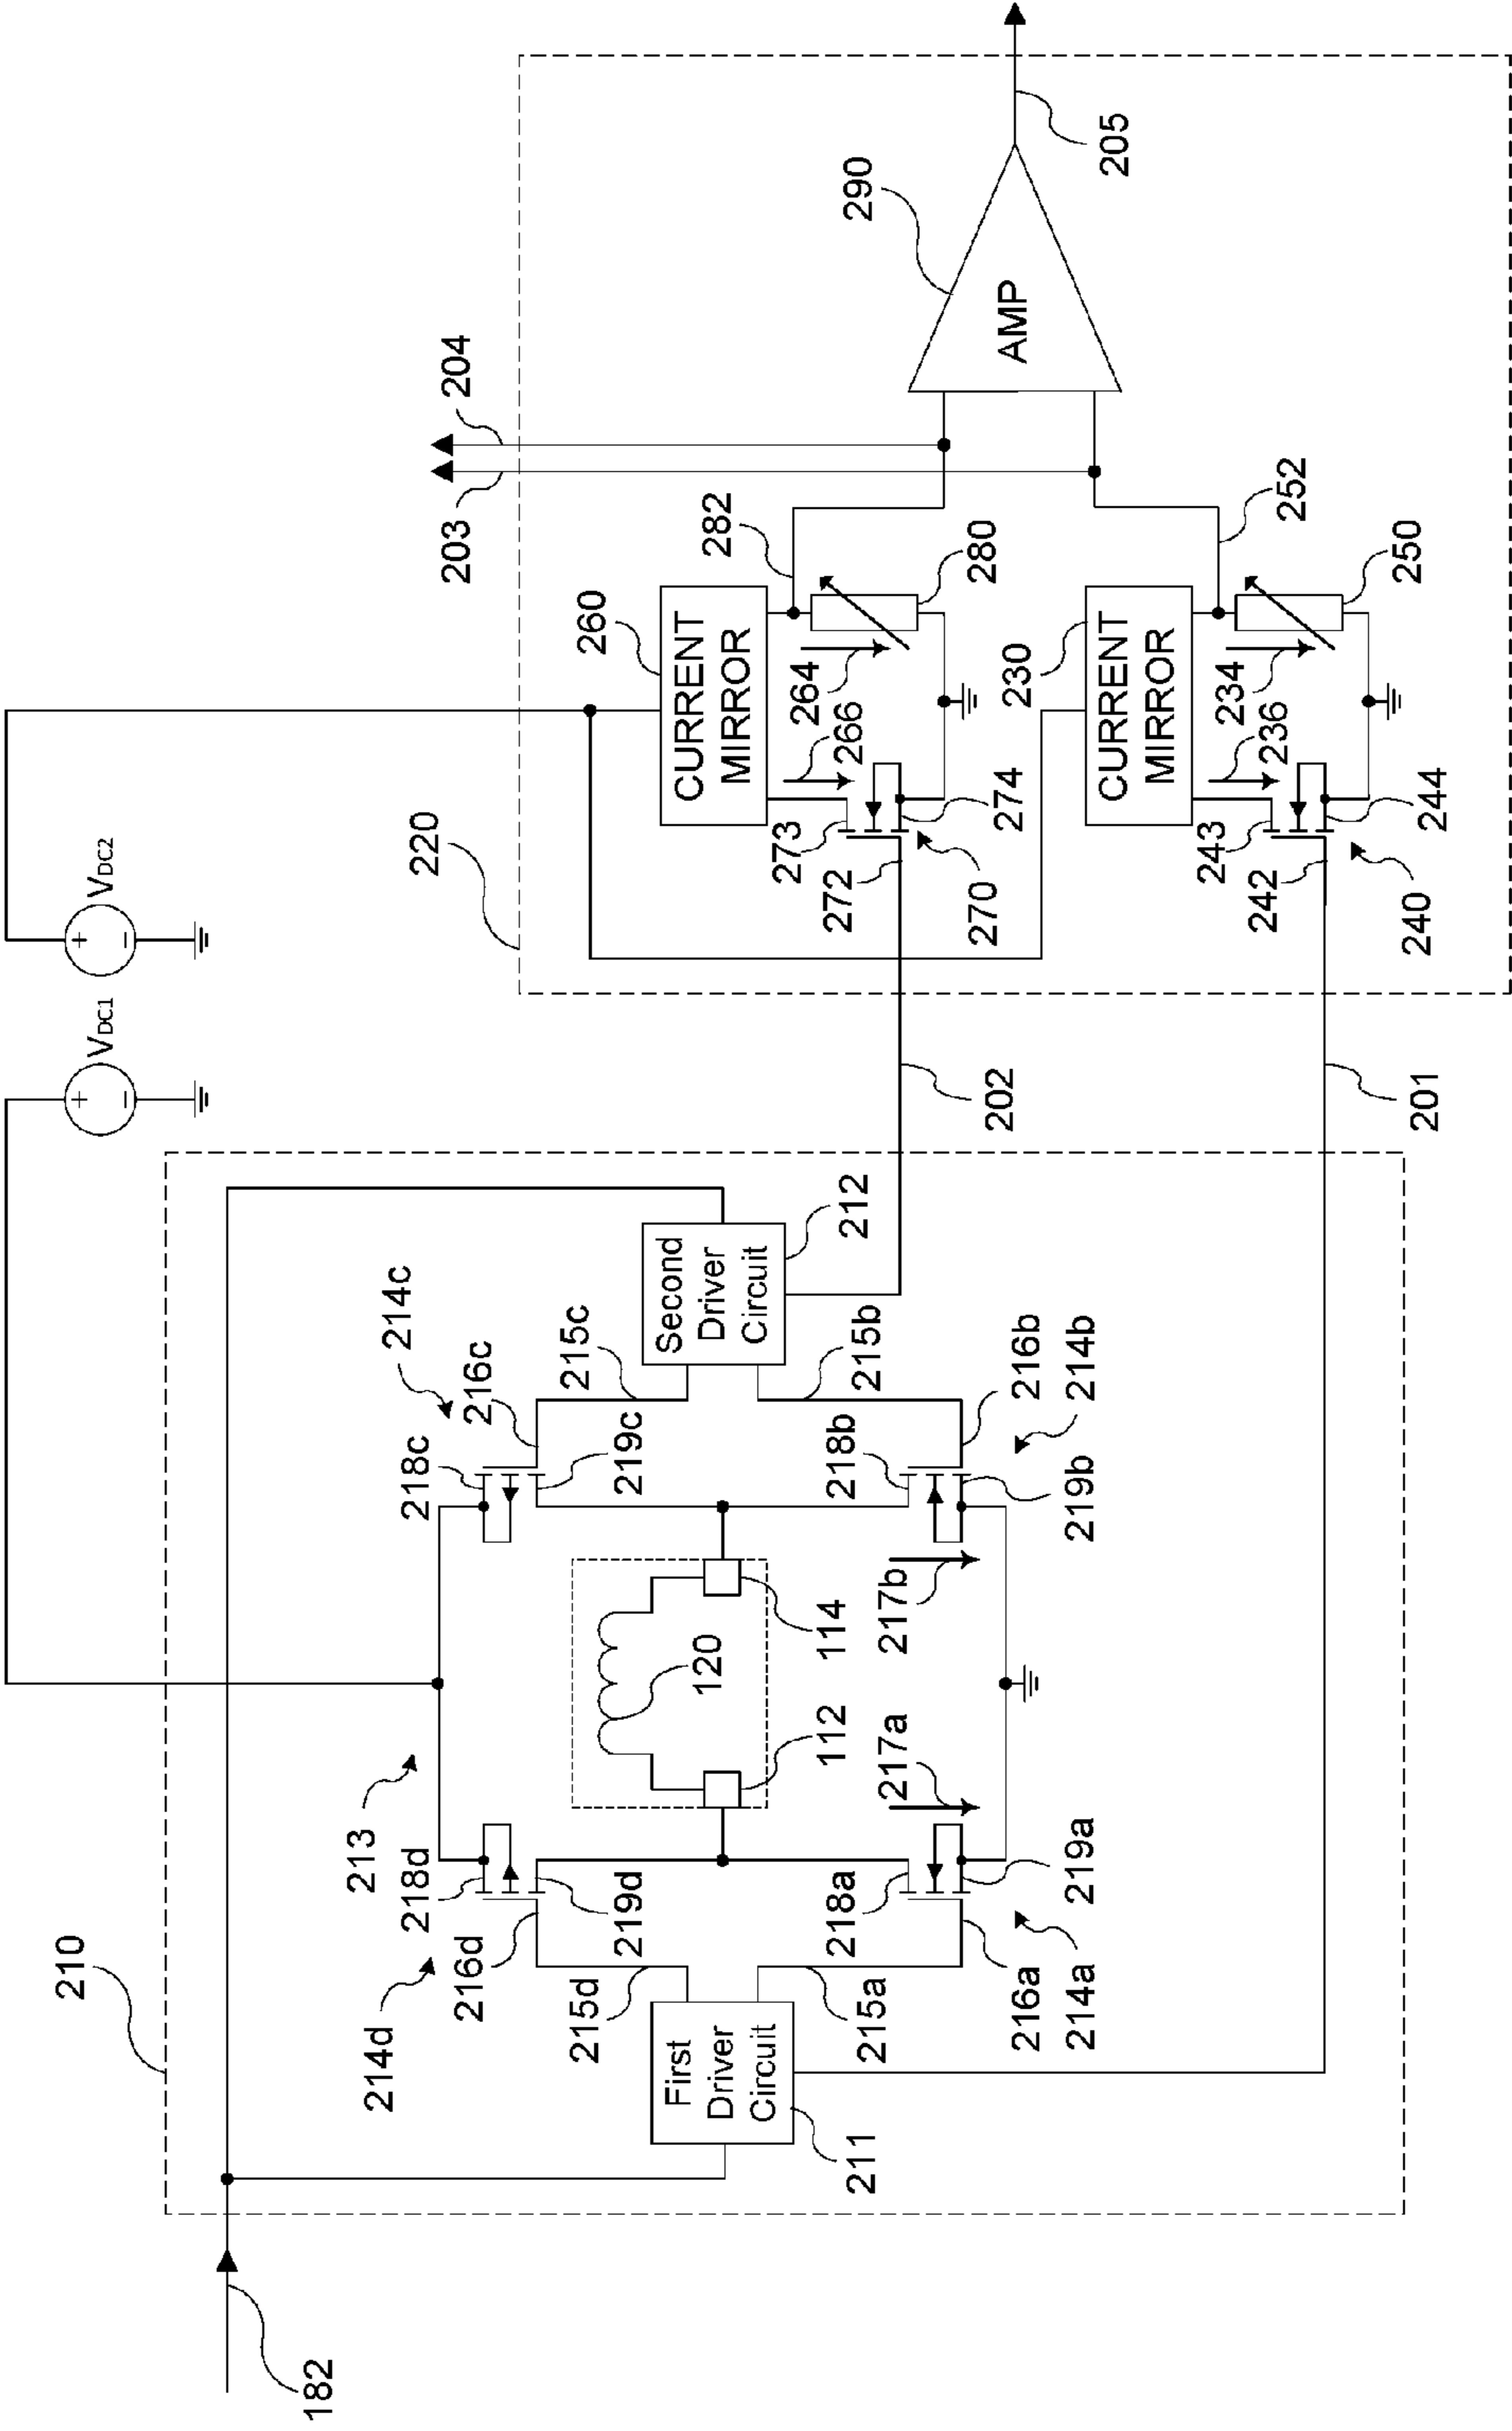 182
210
V_DC1
V_DC2
220
213
214d
218d
216d
219d
215d
214c
218c
216c
219c
215c
First
Driver
Circuit
211
Second
Driver
Circuit
212
120
112
114
215a
218a
216a
219a
214a
217a
215b
218b
216b
219b
214b
217b
202
201
260
CURRENT
MIRROR
266
264
273
272
274
270
282
280
203
204
230
CURRENT
MIRROR
236
234
243
242
244
240
252
250
290
AMP
205